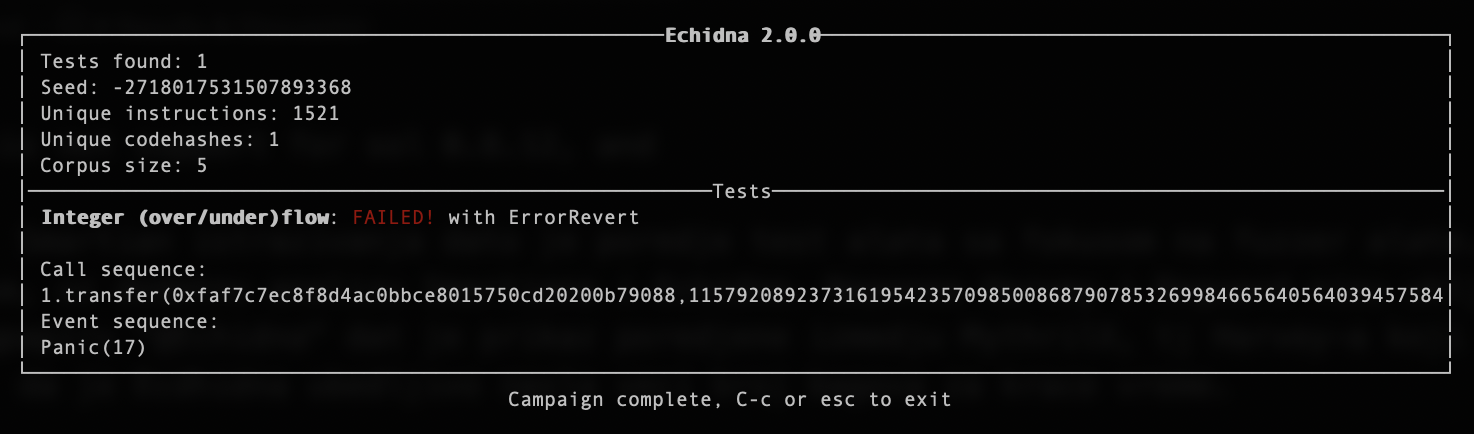 Echidna 2.0.0
Tests found: 1
Seed: -2718017531507893368
Unique instructions: 1521
Unique codehashes: 1
Corpus size: 5
Tests
Integer (over/under)flow: FAILED! with ErrorRevert
Call sequence:
1.transfer(0xfaf7c7ec8f8d4ac0bbce8015750cd20200b79088,115792089237316195423570985008687907853269984665640564039457584
Event sequence:
Panic(17)
Campaign complete, C-c or esc to exit